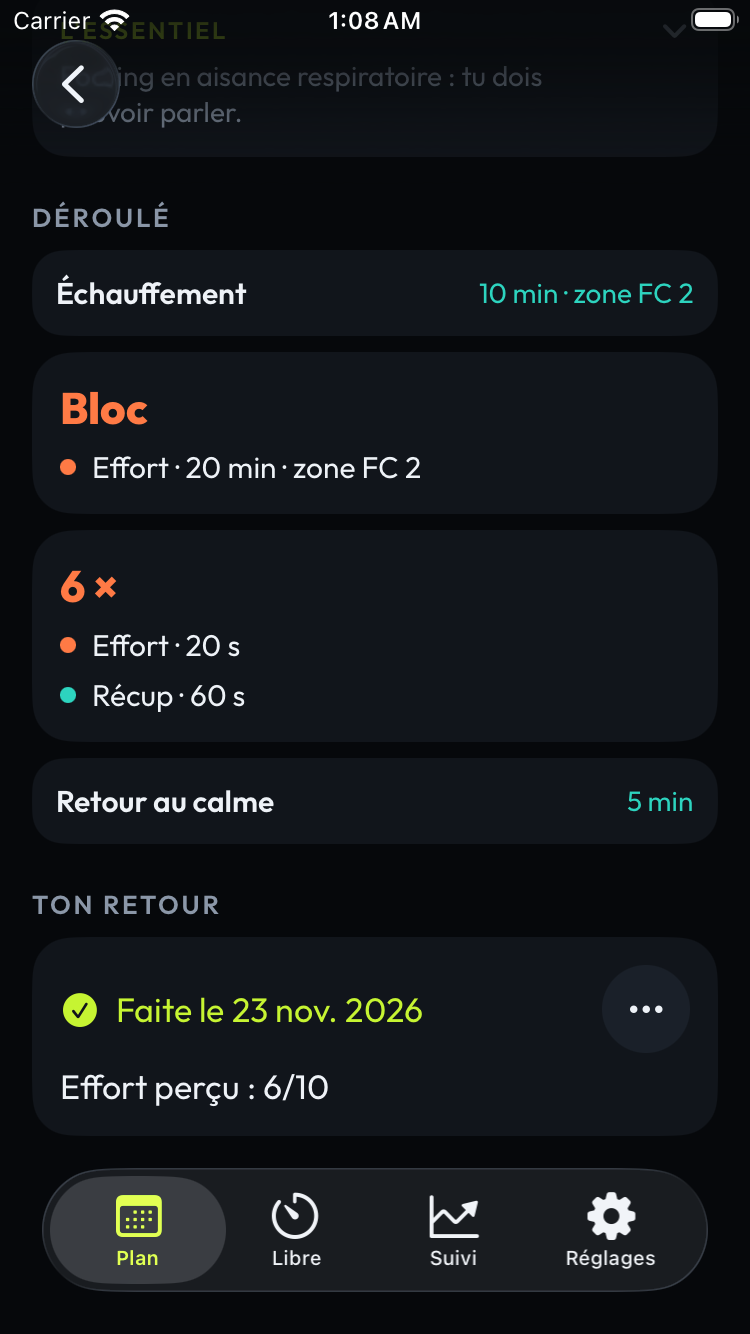 Carrier
1:08 AM
L'ESSENTIEL
en aisance respiratoire : tu dois
parler.
DÉROULÉ
Échauffement
10 min · zone FC 2
Bloc
Effort · 20 min · zone FC 2
6 ×
Effort · 20 s
Récup · 60 s
Retour au calme
5 min
TON RETOUR
Faite le 23 nov. 2026
Effort perçu : 6/10
Plan
Libre
Suivi
Réglages